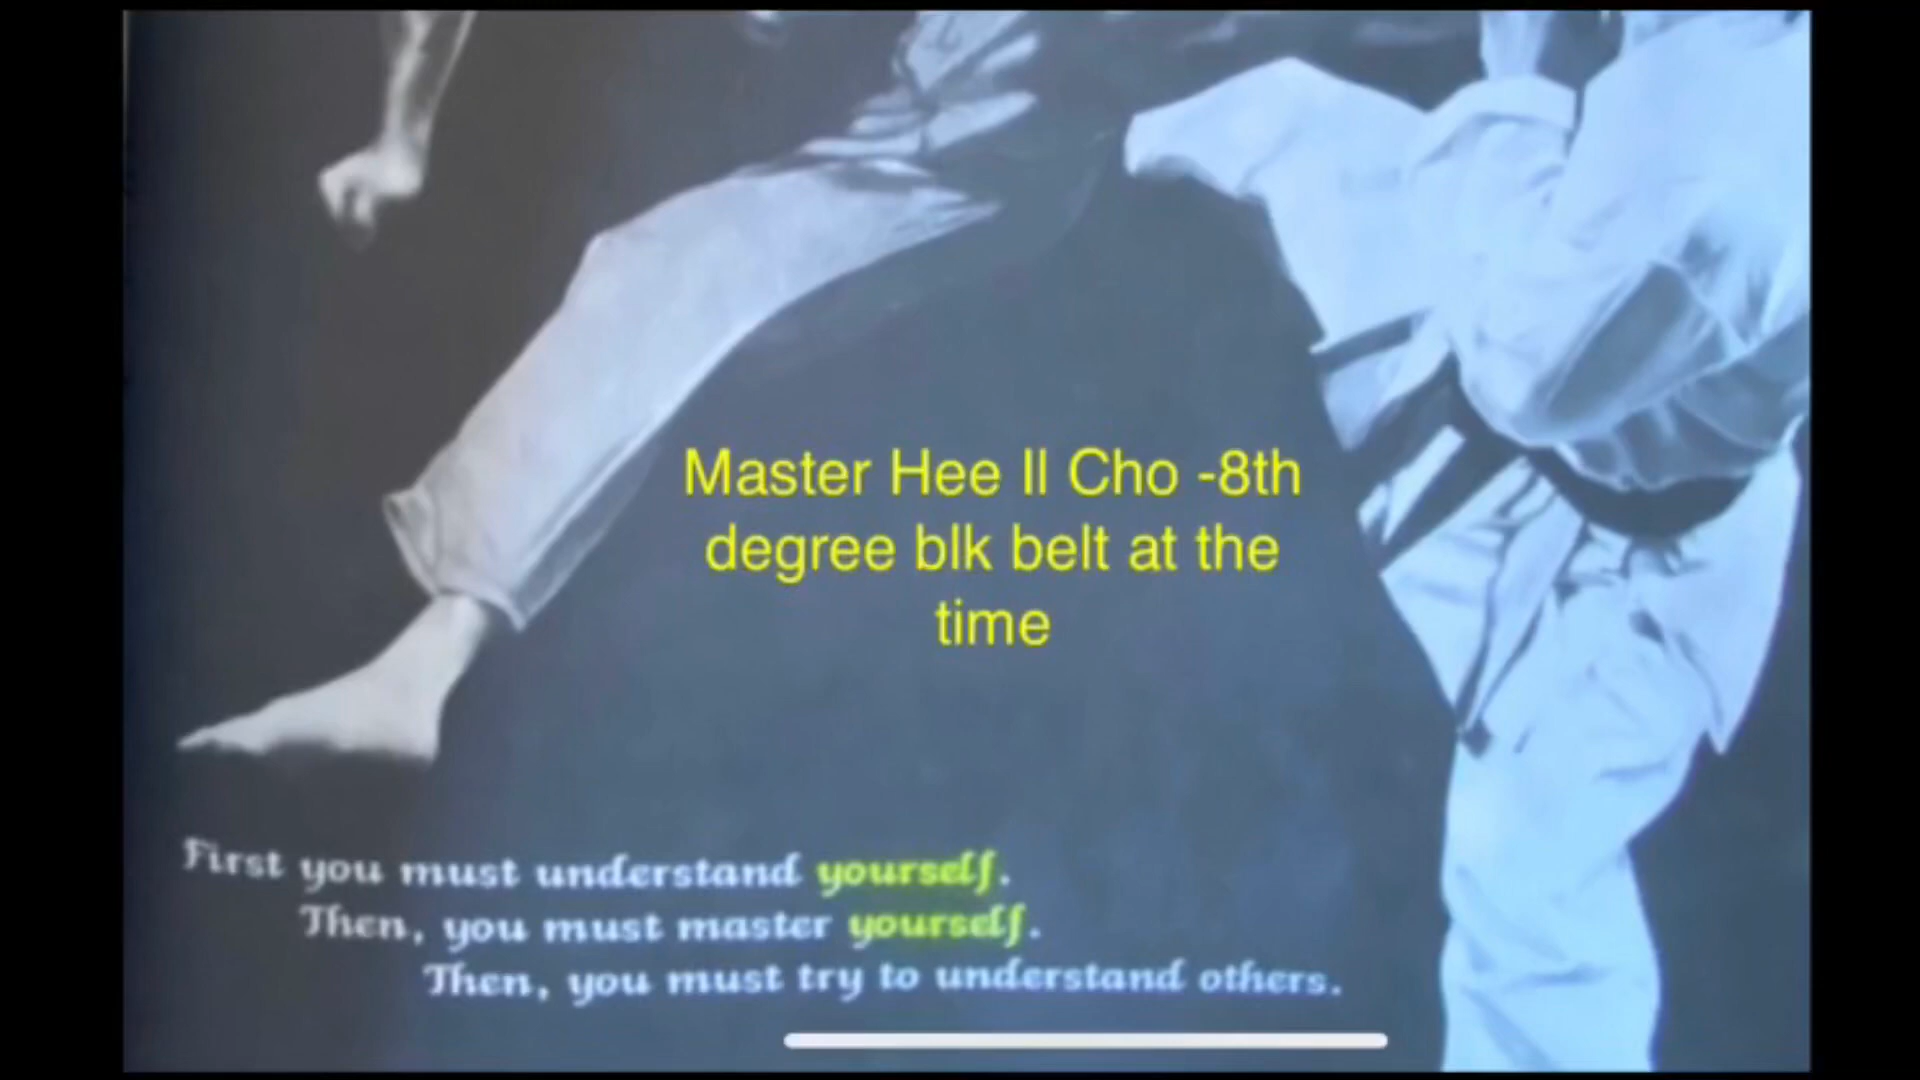 Master Hee Il Cho -8th
degree blk belt at the
time
First you must understand yourself.
Then, you must master yourself.
Then, you must try to understand others.